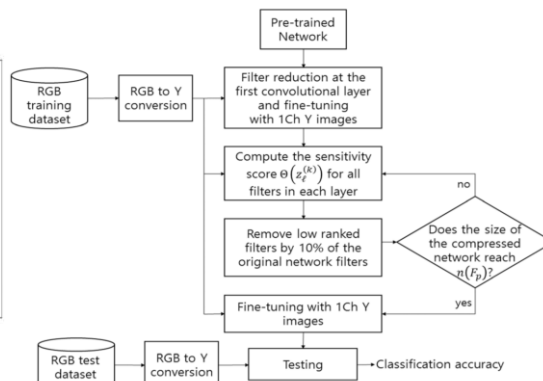 Pre-trained
Network
RGB
training
dataset
RGB to Y
conversion
Filter reduction at the
first convolutional layer
and fine-tuning
with 1Ch Y images
Compute the sensitivity
score Θ(z_ℓ^(k)) for all
filters in each layer
no
Remove low ranked
filters by 10% of the
original network filters
Does the size of
the compressed
network reach
n(F_p)?
yes
Fine-tuning with 1Ch Y
images
RGB test
dataset
RGB to Y
conversion
Testing
Classification accuracy